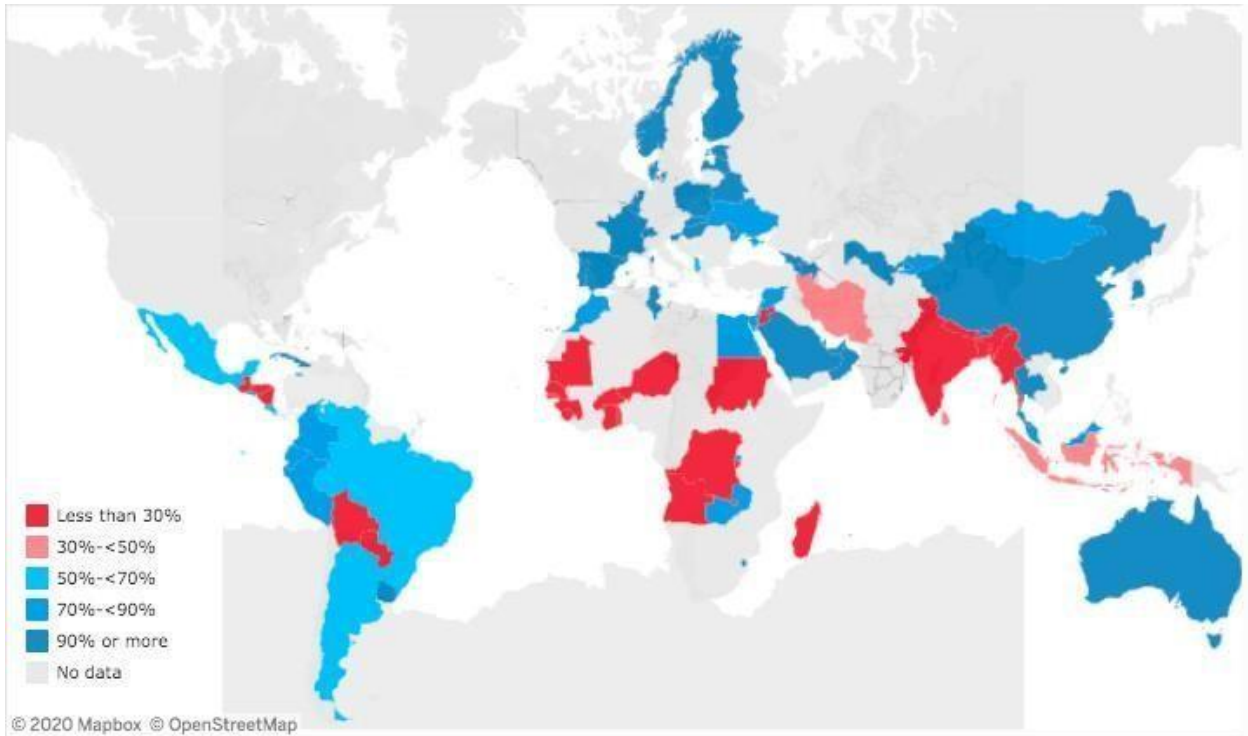 Less than 30%
30%-<50%
50%-<70%
70%-<90%
90% or more
No data
© 2020 Mapbox © OpenStreetMap